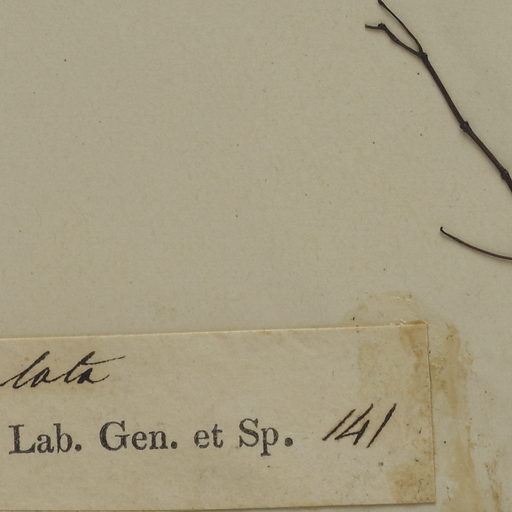 lata
Lab. Gen. et Sp. 141